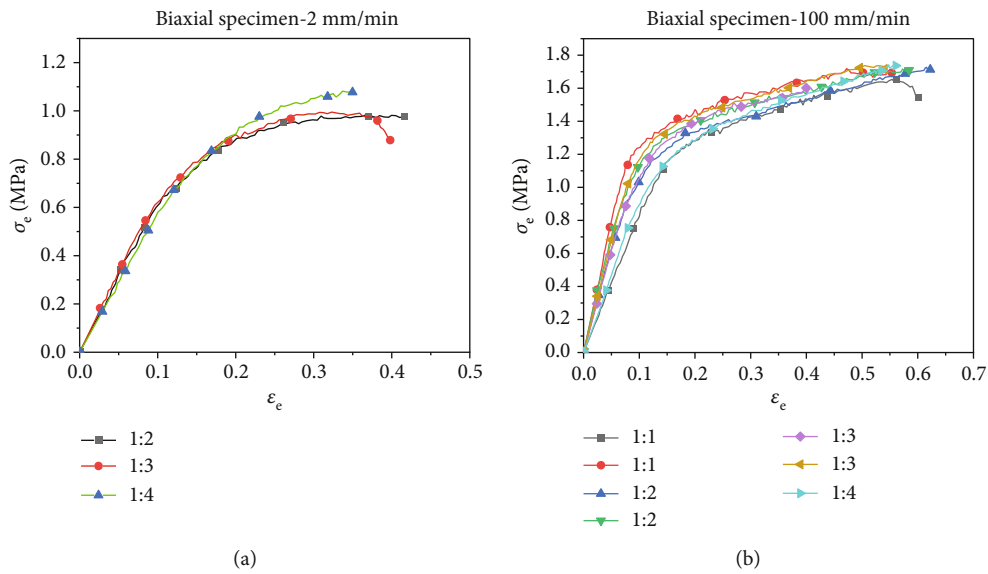 Biaxial specimen-2 mm/min
1.2
1.0
0.8
0.6
0.4
0.2
0.0
σe (MPa)
0.0 0.1 0.2 0.3 0.4 0.5
εe
1:2
1:3
1:4
(a)
Biaxial specimen-100 mm/min
1.8
1.6
1.4
1.2
1.0
1.8
0.6
0.4
0.2
0.0
σe (MPa)
0.0 0.1 0.2 0.3 0.4 0.5 0.6 0.7
εe
1:1 1:3
1:1 1:3
1:2 1:4
1:2
(b)